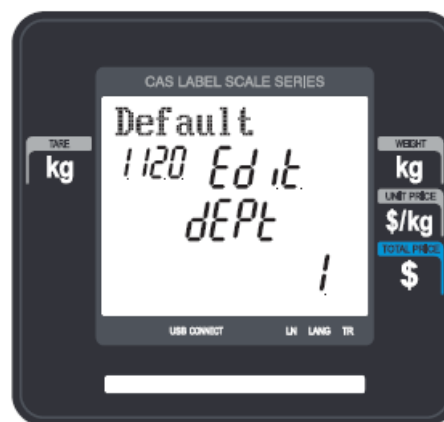 CAS LABEL SCALE SERIES
Default
TARE
kg
1120 Edit
dEPt
1
WEIGHT
kg
UNIT PRICE
$/kg
TOTAL PRICE
$
USB CONNECT LN LANG TR